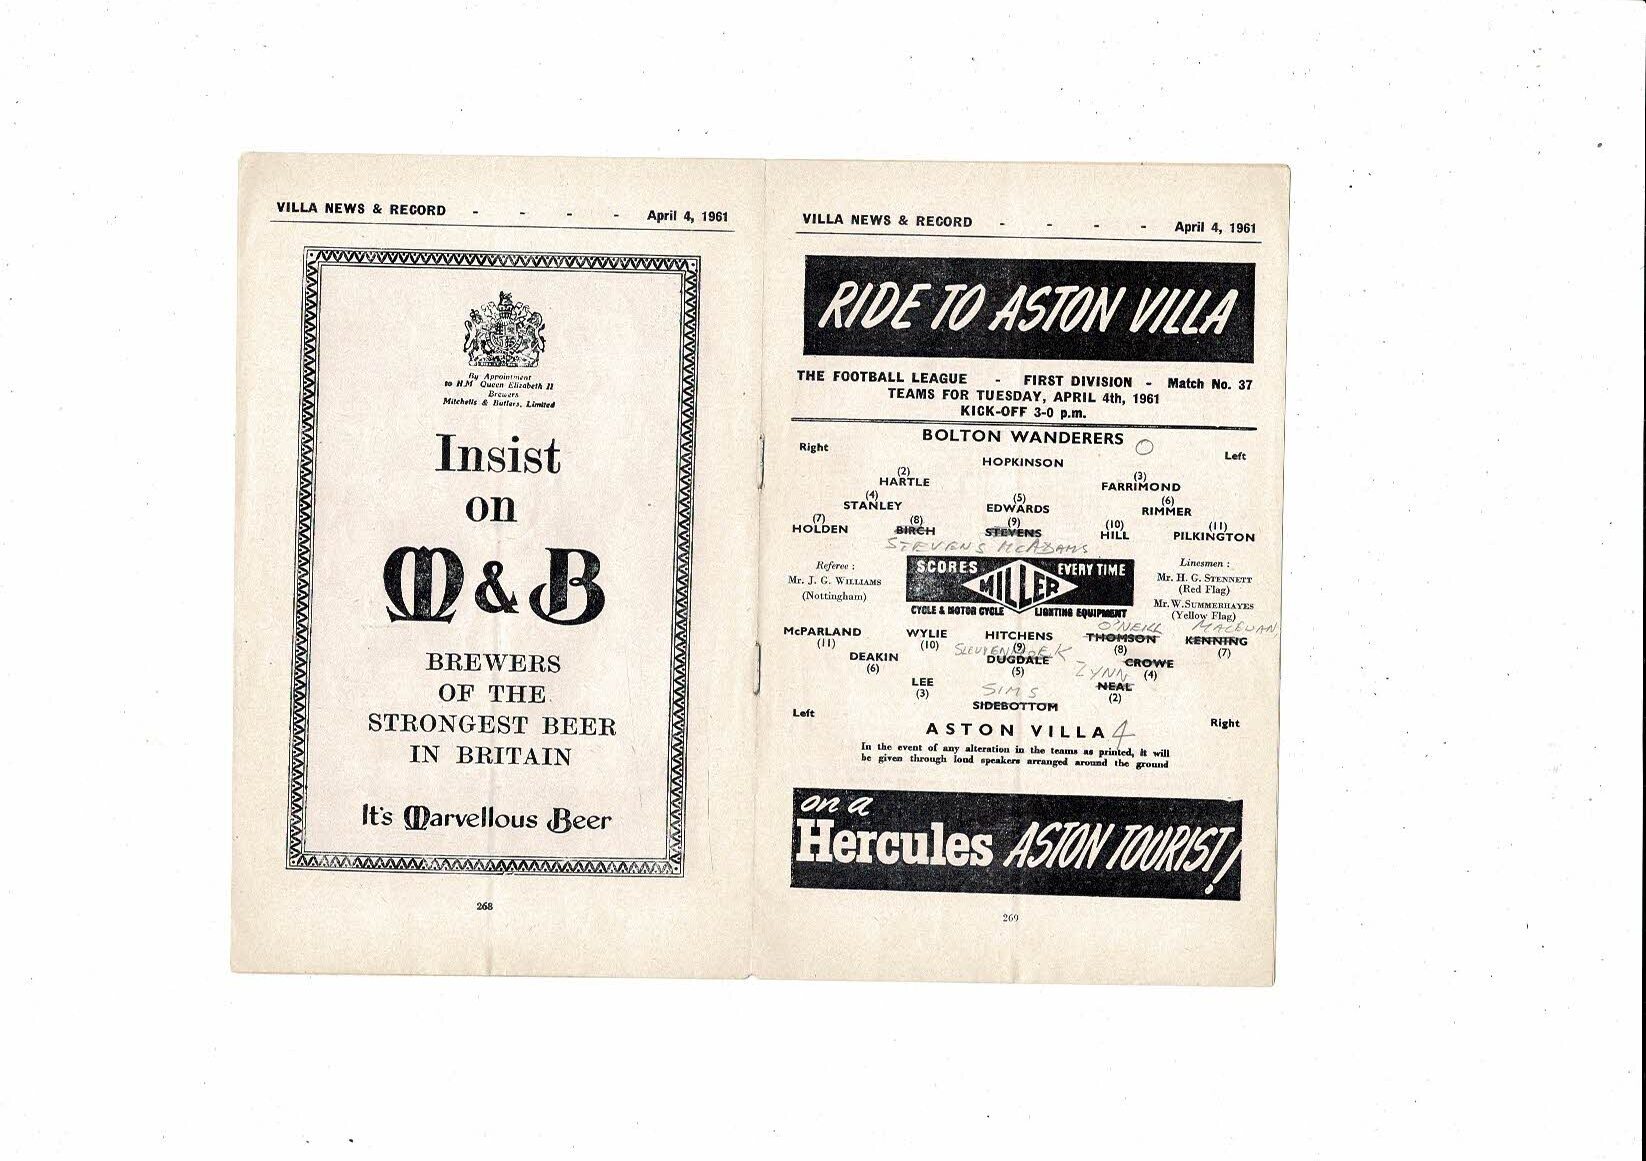 VILLA NEWS & RECORD - - - - April 4, 1961
By Appointment
to H.M Queen Elizabeth II
Brewers
Mitchells & Butlers, Limited
Insist
on
M&B
BREWERS
OF THE
STRONGEST BEER
IN BRITAIN
It's Marvellous Beer
268
VILLA NEWS & RECORD - - - - April 4, 1961
RIDE TO ASTON VILLA
THE FOOTBALL LEAGUE - FIRST DIVISION - Match No. 37
TEAMS FOR TUESDAY, APRIL 4th, 1961
KICK-OFF 3-0 p.m.
BOLTON WANDERERS 0
Right Left
HOPKINSON
(2) (3)
HARTLE FARRIMOND
(4) (5) (6)
STANLEY EDWARDS RIMMER
(7) (8) (9) (10) (11)
HOLDEN BIRCH STEVENS HILL PILKINGTON
STEVENS McADAMS
Referee :
Mr. J. G. WILLIAMS
(Nottingham)
SCORES MILLER EVERY TIME
CYCLE & MOTOR CYCLE LIGHTING EQUIPMENT
Linesmen :
Mr. H. G. STENNETT
(Red Flag)
Mr. W. SUMMERHAYES
(Yellow Flag)
O'NEILL MACEWAN
McPARLAND WYLIE HITCHENS THOMSON KENNING
(11) (10) (9) (8) (7)
DEAKIN DUGDALE CROWE
(6) (5) (4)
LYNN
LEE NEAL
(3) (2)
SIMS
SIDEBOTTOM
Left Right
ASTON VILLA 4
In the event of any alteration in the teams as printed, it will
be given through loud speakers arranged around the ground
on a
Hercules ASTON TOURIST!
269